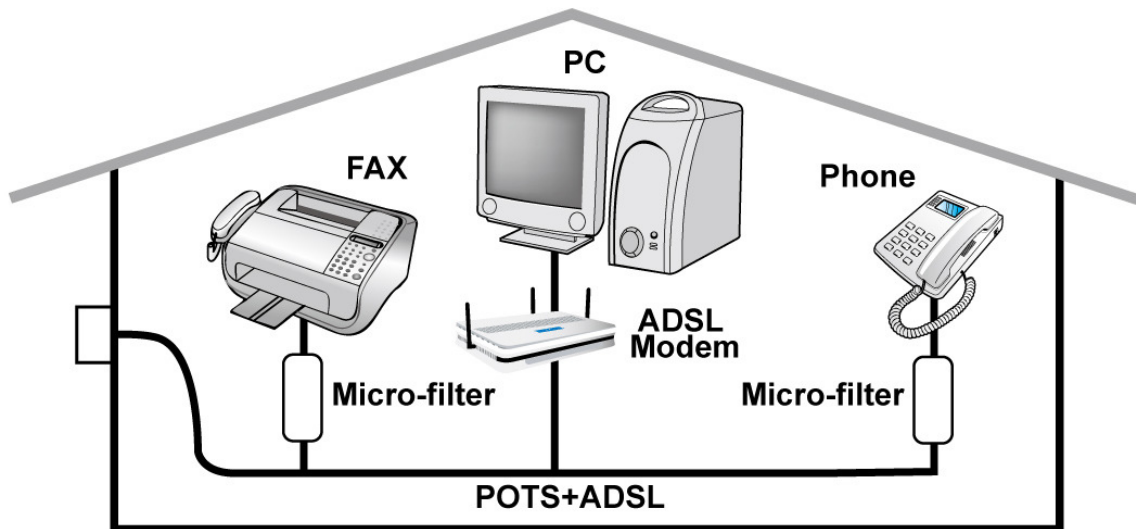 PC
FAX
Phone
ADSL
Modem
Micro-filter
Micro-filter
POTS+ADSL